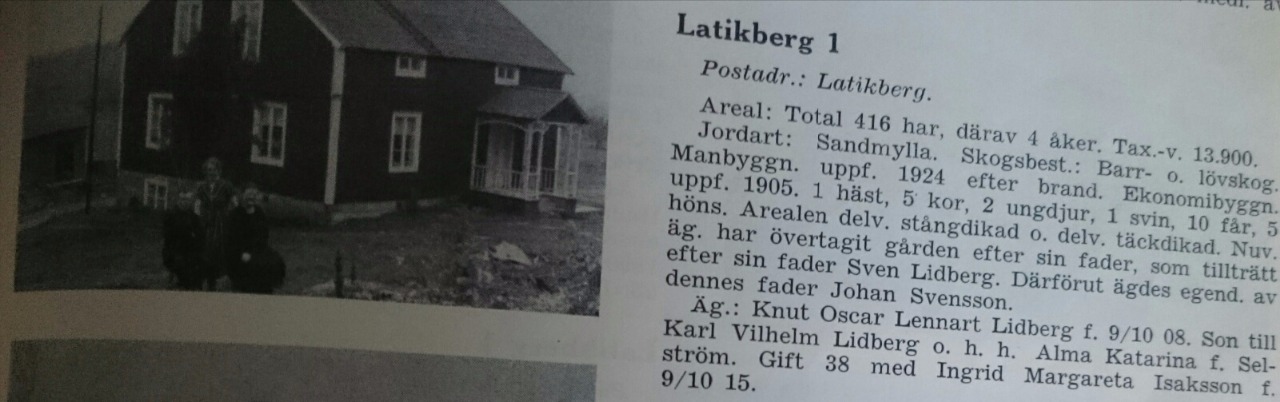 Latikberg 1
Postadr.: Latikberg.
Areal: Total 416 har, därav 4 åker. Tax.-v. 13.900.
Jordart: Sandmylla. Skogsbest.: Barr- o. lövskog.
Manbyggn. uppf. 1924 efter brand. Ekonomibyggn.
uppf. 1905. 1 häst, 5 kor, 2 ungdjur, 1 svin, 10 får, 5
höns. Arealen delv. stångdikad o. delv. täckdikad. Nuv.
äg. har övertagit gården efter sin fader, som tillträtt
efter sin fader Sven Lidberg. Därförut ägdes egend. av
dennes fader Johan Svensson.
Äg.: Knut Oscar Lennart Lidberg f. 9/10 08. Son till
Karl Vilhelm Lidberg o. h. h. Alma Katarina f. Sel-
ström. Gift 38 med Ingrid Margareta Isaksson f.
9/10 15.